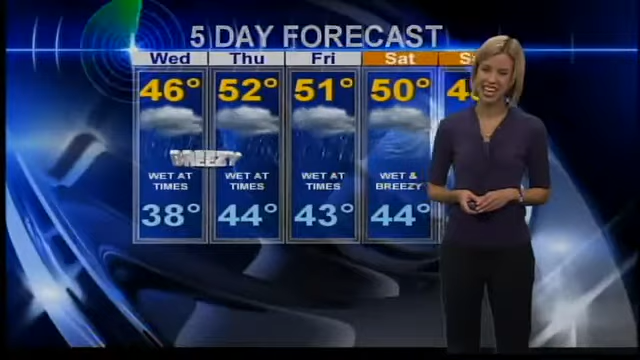 5 DAY FORECAST
Wed Thu Fri Sat
46° 52° 51° 50°
BREEZY
WET AT TIMES
WET AT TIMES
WET AT TIMES
WET & BREEZY
38° 44° 43° 44°